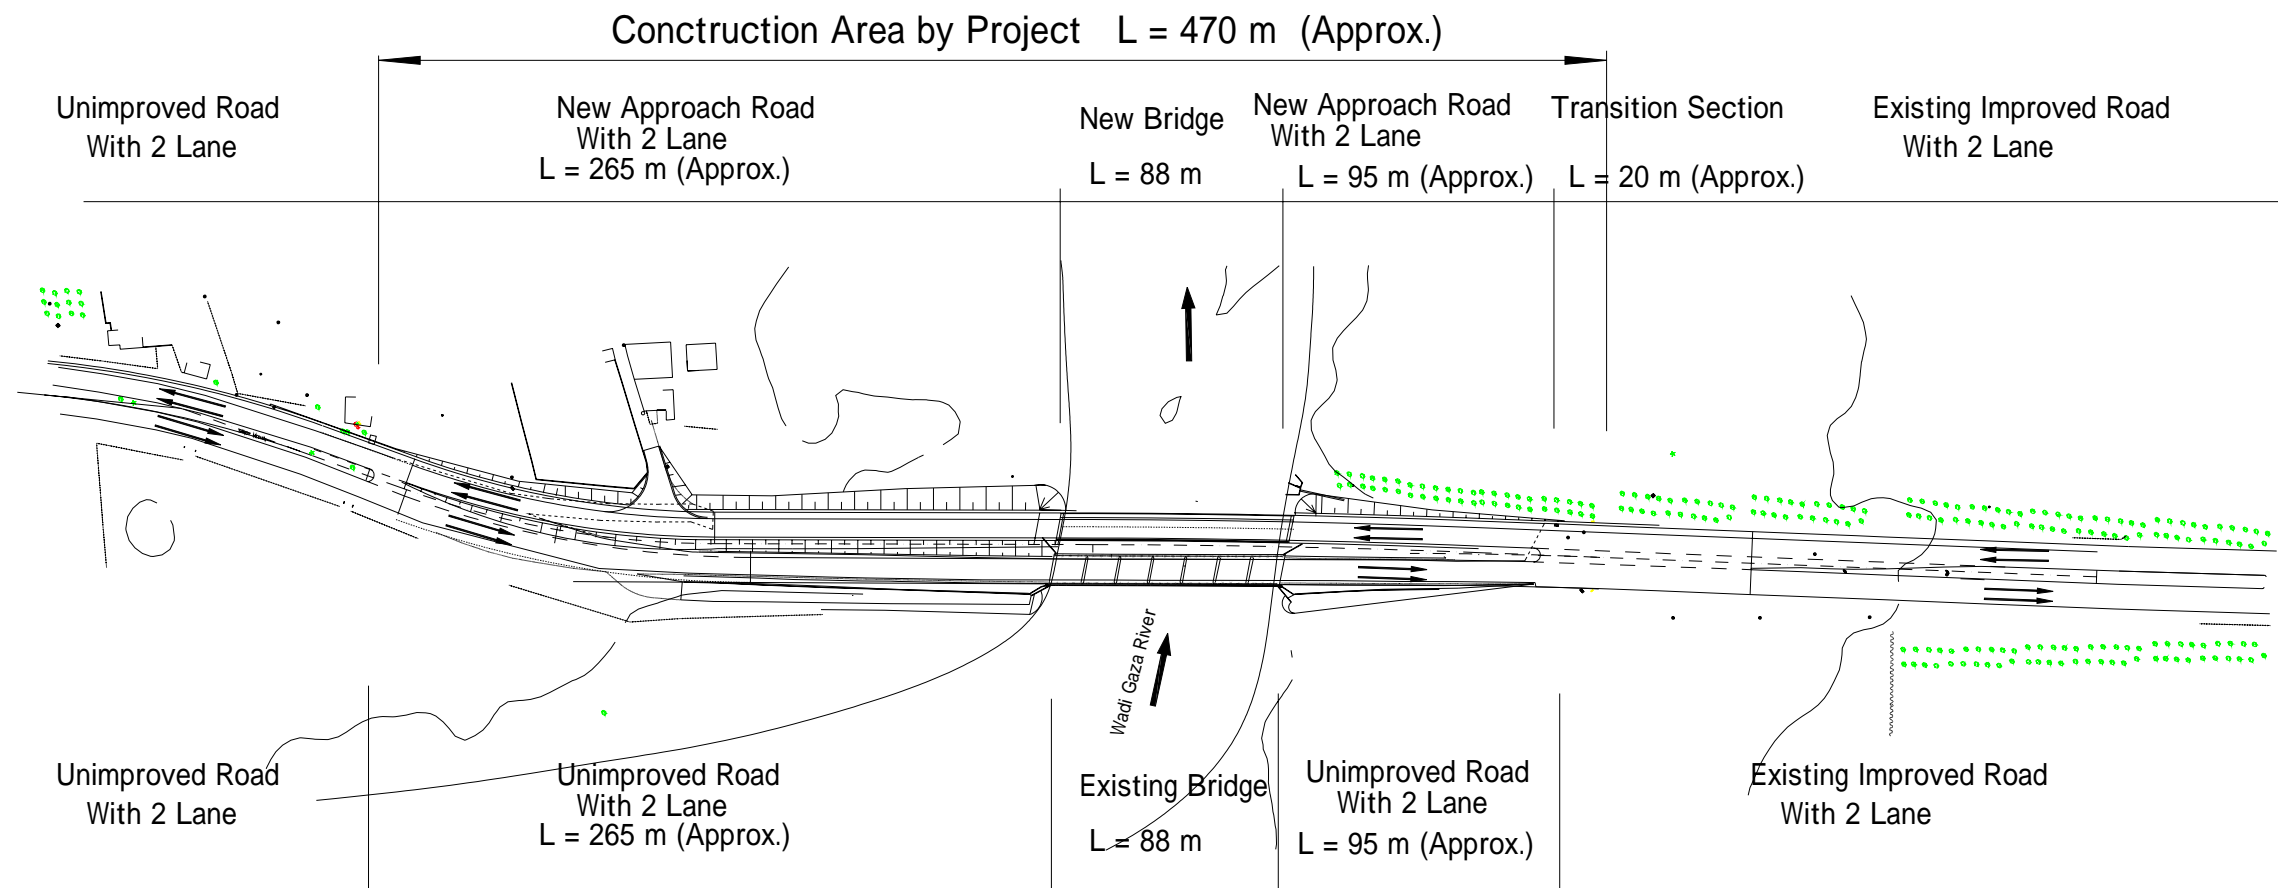 Conctruction Area by Project L = 470 m (Approx.)
Unimproved Road
With 2 Lane
New Approach Road
With 2 Lane
L = 265 m (Approx.)
New Bridge
L = 88 m
New Approach Road
With 2 Lane
L = 95 m (Approx.)
Transition Section
L = 20 m (Approx.)
Existing Improved Road
With 2 Lane
Wadi Gaza River
Unimproved Road
With 2 Lane
Unimproved Road
With 2 Lane
L = 265 m (Approx.)
Existing Bridge
L = 88 m
Unimproved Road
With 2 Lane
L = 95 m (Approx.)
Existing Improved Road
With 2 Lane